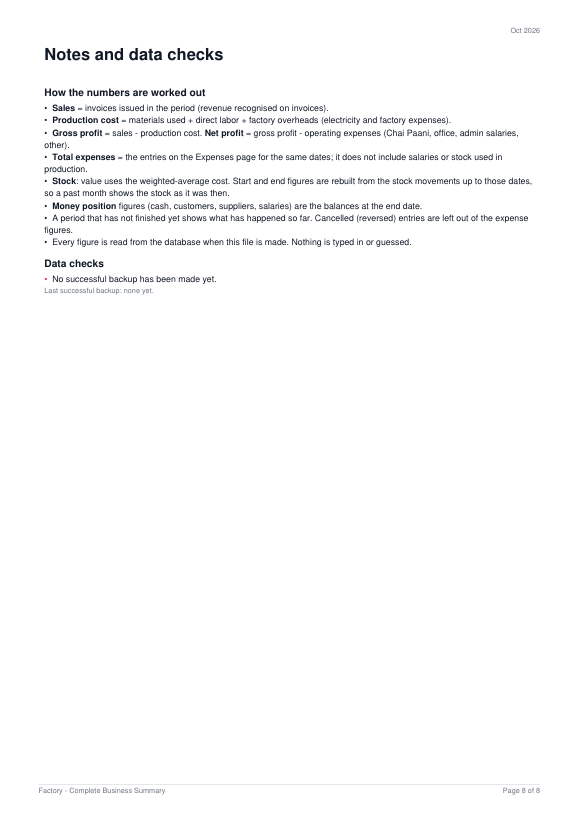 Oct 2026
Notes and data checks
How the numbers are worked out
• Sales = invoices issued in the period (revenue recognised on invoices).
• Production cost = materials used + direct labor + factory overheads (electricity and factory expenses).
• Gross profit = sales - production cost. Net profit = gross profit - operating expenses (Chai Paani, office, admin salaries,
other).
• Total expenses = the entries on the Expenses page for the same dates; it does not include salaries or stock used in
production.
• Stock: value uses the weighted-average cost. Start and end figures are rebuilt from the stock movements up to those dates,
so a past month shows the stock as it was then.
• Money position figures (cash, customers, suppliers, salaries) are the balances at the end date.
• A period that has not finished yet shows what has happened so far. Cancelled (reversed) entries are left out of the expense
figures.
• Every figure is read from the database when this file is made. Nothing is typed in or guessed.
Data checks
• No successful backup has been made yet.
Last successful backup: none yet.
Factory - Complete Business Summary
Page 8 of 8